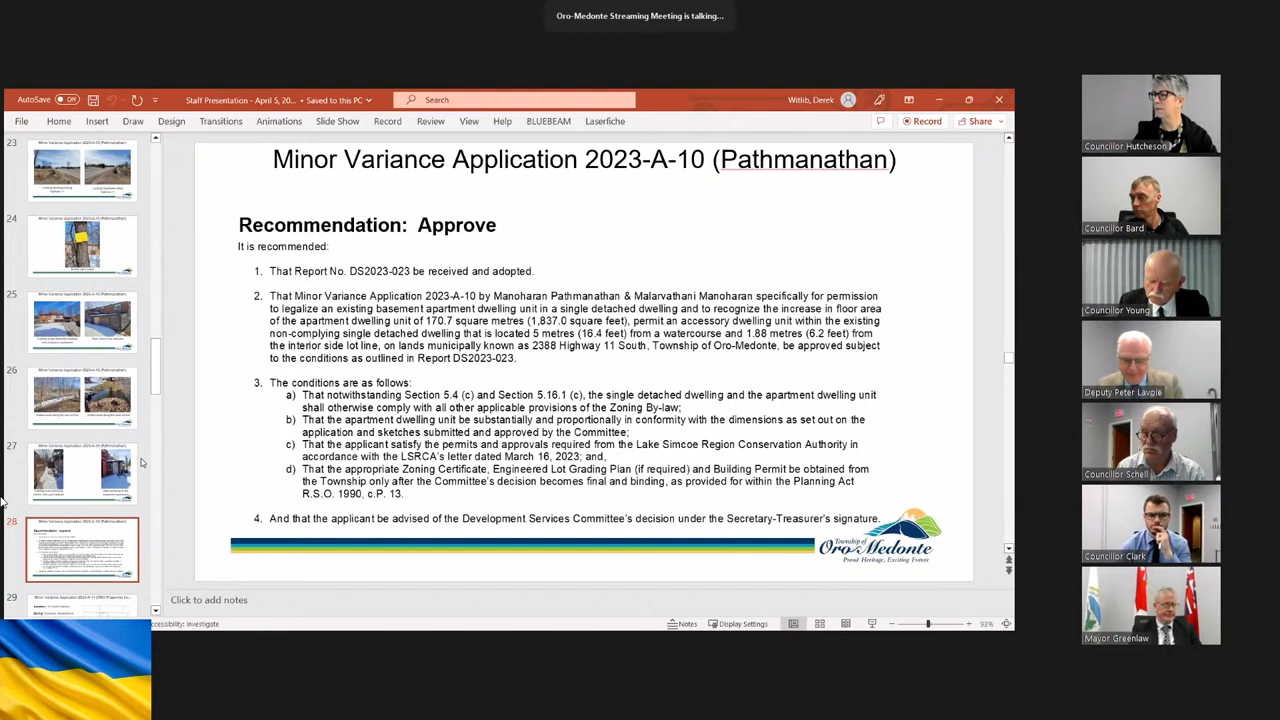 Oro-Medonte Streaming Meeting is talking...
AutoSave Off
Staff Presentation - April 5, 20... • Saved to this PC
Search
Witlib, Derek
File Home Insert Draw Design Transitions Animations Slide Show Record Review View Help BLUEBEAM Laserfiche
Record Share
23
24
25
26
27
28
29
Minor Variance Application 2023-A-10 (Pathmanathan)
Recommendation: Approve
It is recommended:
1. That Report No. DS2023-023 be received and adopted.
2. That Minor Variance Application 2023-A-10 by Manoharan Pathmanathan & Malarvathani Manoharan specifically for permission
to legalize an existing basement apartment dwelling unit in a single detached dwelling and to recognize the increase in floor area
of the apartment dwelling unit of 170.7 square metres (1,837.0 square feet), permit an accessory dwelling unit within the existing
non-complying single detached dwelling that is located 5 metres (16.4 feet) from a watercourse and 1.88 metres (6.2 feet) from
the interior side lot line, on lands municipally known as 2388 Highway 11 South, Township of Oro-Medonte, be approved subject
to the conditions as outlined in Report DS2023-023.
3. The conditions are as follows:
a) That notwithstanding Section 5.4 (c) and Section 5.16.1 (c), the single detached dwelling and the apartment dwelling unit
shall otherwise comply with all other applicable provisions of the Zoning By-law;
b) That the apartment dwelling unit be substantially and proportionally in conformity with the dimensions as set out on the
application and sketches submitted and approved by the Committee;
c) That the applicant satisfy the permits and approvals required from the Lake Simcoe Region Conservation Authority in
accordance with the LSRCA's letter dated March 16, 2023; and,
d) That the appropriate Zoning Certificate, Engineered Lot Grading Plan (if required) and Building Permit be obtained from
the Township only after the Committee's decision becomes final and binding, as provided for within the Planning Act
R.S.O. 1990, c.P. 13.
4. And that the applicant be advised of the Development Services Committee's decision under the Secretary-Treasurer's signature.
Township of
Oro-Medonte
Proud Heritage, Exciting Future
Click to add notes
ccessibility: Investigate
Notes Display Settings 93%
Councillor Hutcheson
Councillor Bard
Councillor Young
Deputy Peter Lavoie
Councillor Schell
Councillor Clark
Mayor Greenlaw